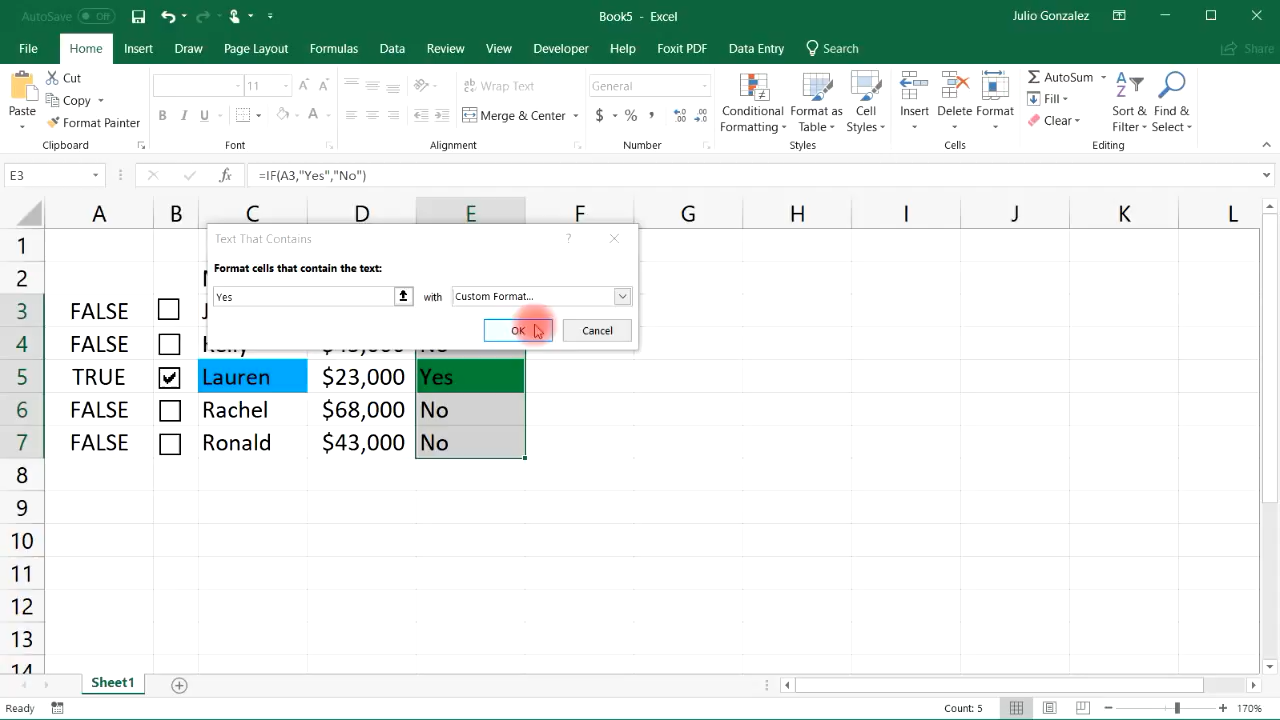 AutoSave Off Book5 - Excel Julio Gonzalez
File Home Insert Draw Page Layout Formulas Data Review View Developer Help Foxit PDF Data Entry Search Share
Paste Cut Copy Format Painter Clipboard
11 B I U A Font
Wrap Text Merge & Center Alignment
General $ % , Number
Conditional Formatting Format as Table Cell Styles Styles
Insert Delete Format Cells
AutoSum Fill Clear Sort & Filter Find & Select Editing
E3 fx =IF(A3,"Yes","No")
A B C D E F G H I J K L
Text That Contains ?
Format cells that contain the text:
Yes with Custom Format...
OK Cancel
1
2
3 FALSE
4 FALSE Kelly No
5 TRUE Lauren $23,000 Yes
6 FALSE Rachel $68,000 No
7 FALSE Ronald $43,000 No
8
9
10
11
12
13
14
Sheet1
Ready Count: 5 170%